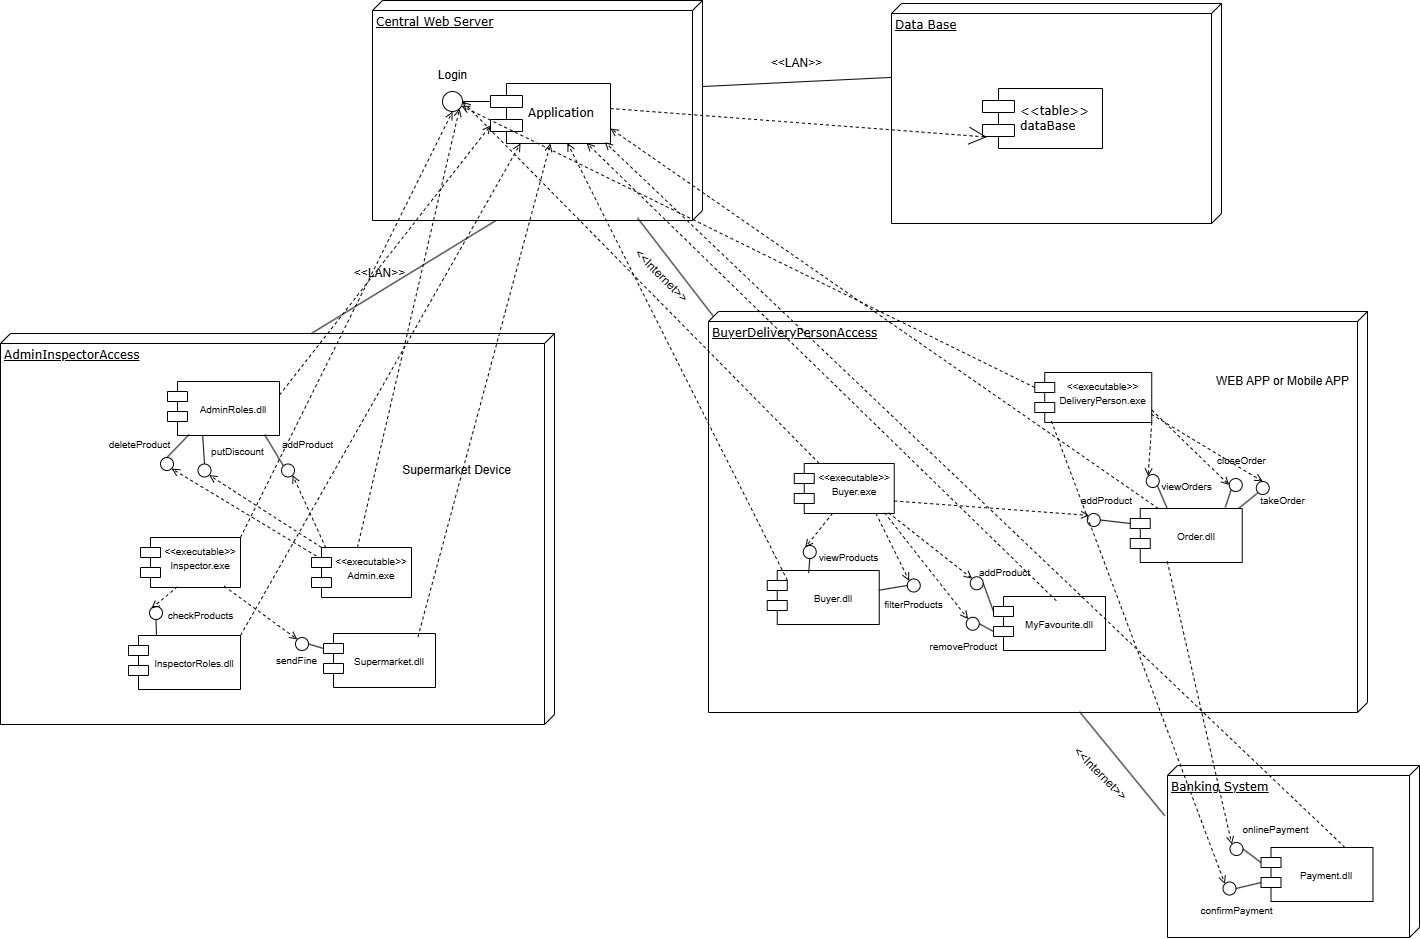 Central Web Server
Data Base
<<LAN>>
Login
Application
<<table>>
dataBase
<<LAN>>
<<Internet>>
BuyerDeliveryPersonAccess
AdminInspectorAccess
WEB APP or Mobile APP
<<executable>>
DeliveryPerson.exe
AdminRoles.dll
deleteProduct
putDiscount
addProduct
Supermarket Device
closeOrder
<<executable>>
Buyer.exe
viewOrders
addProduct
takeOrder
Order.dll
<<executable>>
Inspector.exe
<<executable>>
Admin.exe
viewProducts
addProduct
Buyer.dll
filterProducts
checkProducts
MyFavourite.dll
removeProduct
sendFine
InspectorRoles.dll
Supermarket.dll
<<Internet>>
Banking System
onlinePayment
Payment.dll
confirmPayment